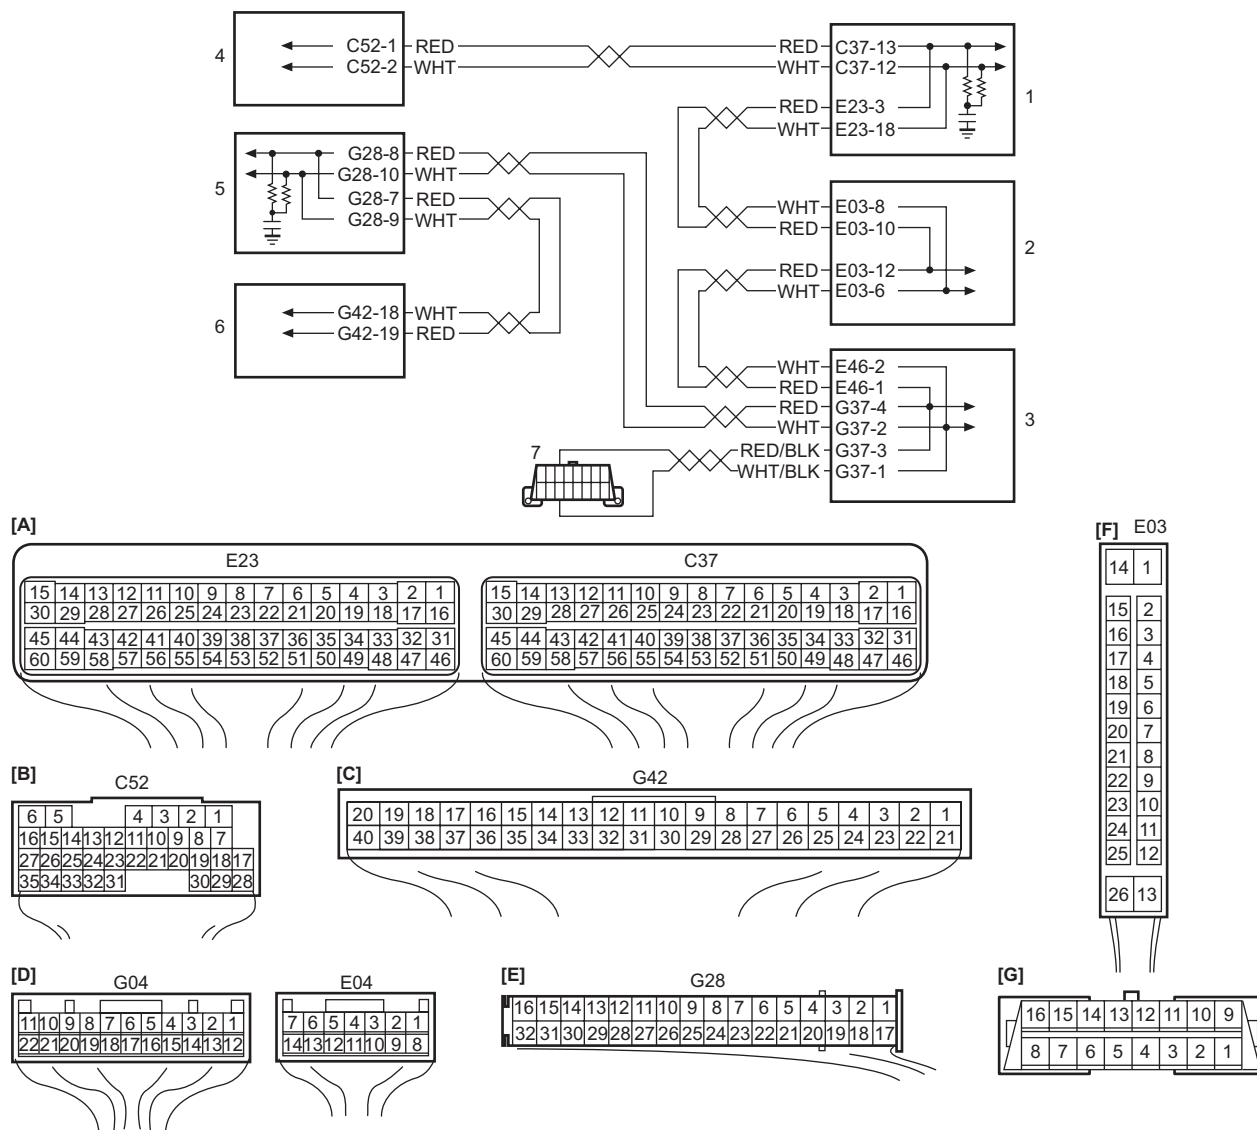 4
C52-1 RED
C52-2 WHT
RED C37-13
WHT C37-12
RED E23-3
WHT E23-18
1
5
G28-8 RED
G28-10 WHT
G28-7 RED
G28-9 WHT
WHT E03-8
RED E03-10
RED E03-12
WHT E03-6
2
6
G42-18 WHT
G42-19 RED
WHT E46-2
RED E46-1
RED G37-4
WHT G37-2
RED/BLK G37-3
WHT/BLK G37-1
3
7
[A]
E23
15 14 13 12 11 10 9 8 7 6 5 4 3 2 1
30 29 28 27 26 25 24 23 22 21 20 19 18 17 16
45 44 43 42 41 40 39 38 37 36 35 34 33 32 31
60 59 58 57 56 55 54 53 52 51 50 49 48 47 46
C37
15 14 13 12 11 10 9 8 7 6 5 4 3 2 1
30 29 28 27 26 25 24 23 22 21 20 19 18 17 16
45 44 43 42 41 40 39 38 37 36 35 34 33 32 31
60 59 58 57 56 55 54 53 52 51 50 49 48 47 46
[F] E03
14 1
15 2
16 3
17 4
18 5
19 6
20 7
21 8
22 9
23 10
24 11
25 12
26 13
[B]
C52
6 5 4 3 2 1
16 15 14 13 12 11 10 9 8 7
27 26 25 24 23 22 21 20 19 18 17
35 34 33 32 31 30 29 28
[C]
G42
20 19 18 17 16 15 14 13 12 11 10 9 8 7 6 5 4 3 2 1
40 39 38 37 36 35 34 33 32 31 30 29 28 27 26 25 24 23 22 21
[D]
G04
11 10 9 8 7 6 5 4 3 2 1
22 21 20 19 18 17 16 15 14 13 12
E04
7 6 5 4 3 2 1
14 13 12 11 10 9 8
[E]
G28
16 15 14 13 12 11 10 9 8 7 6 5 4 3 2 1
32 31 30 29 28 27 26 25 24 23 22 21 20 19 18 17
[G]
16 15 14 13 12 11 10 9
8 7 6 5 4 3 2 1